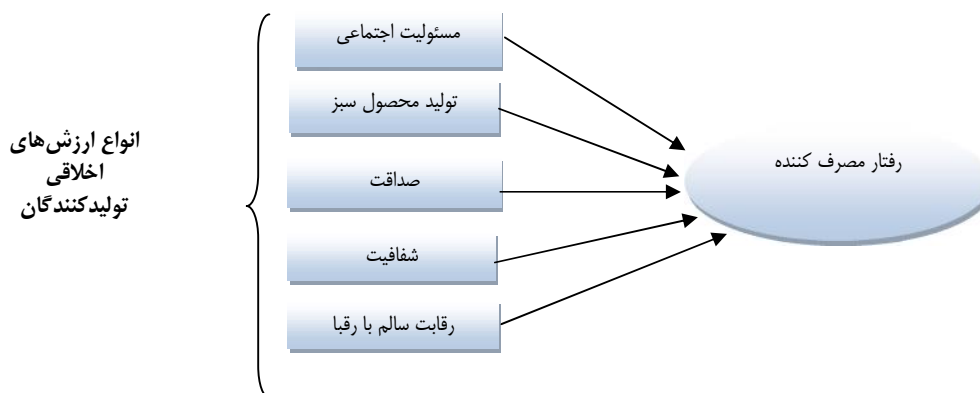 مسئولیت اجتماعی
تولید محصول سبز
صداقت
شفافیت
رقابت سالم با رقبا
انواع ارزش‌های
اخلاقی
تولیدکنندگان
رفتار مصرف کننده